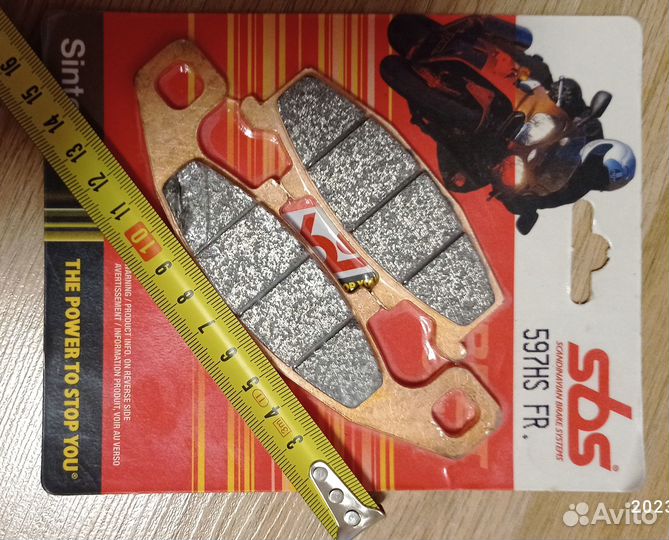 sbs®
SCANDINAVIAN BRAKE SYSTEMS
597HS FR.
THE POWER TO STOP YOU®
WARNING / PRODUCT INFO. ON REVERSE SIDE
AVERTISSEMENT / INFORMATION PRODUIT, VOIR AU VERSO
3 4 5 6 7 8 9 10 11 12 13 14 15 16
3m
2023
Avito